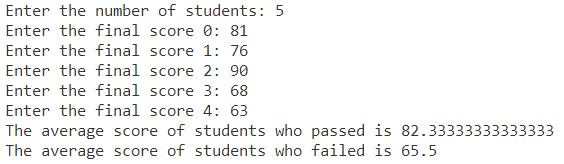 Enter the number of students: 5
Enter the final score 0: 81
Enter the final score 1: 76
Enter the final score 2: 90
Enter the final score 3: 68
Enter the final score 4: 63
The average score of students who passed is 82.33333333333333
The average score of students who failed is 65.5